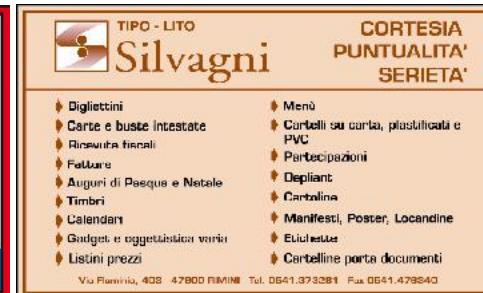 TIPO - LITO
Silvagni
CORTESIA
PUNTUALITA'
SERIETA'
Bigliettini
Carte e buste intestate
Ricevute fiscali
Fatture
Auguri di Pasqua e Natale
Timbri
Calendari
Gadget e oggettistica varia
Listini prezzi
Menù
Cartelli su carta, plastificati e
PVC
Partecipazioni
Depliant
Cartoline
Manifesti, Poster, Locandine
Etichette
Cartelline porta documenti
Via Flaminia, 403 47900 RIMINI Tel. 0541.373281 Fax 0541.479340